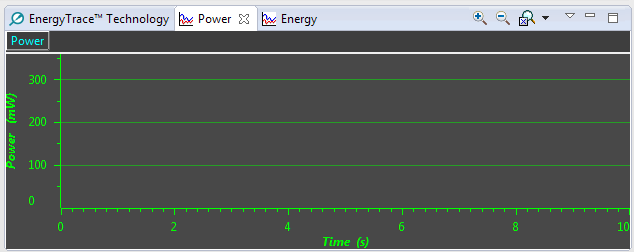 EnergyTrace™ Technology Power Energy
Power
300
200
100
0
Power (mW)
0 2 4 6 8 10
Time (s)